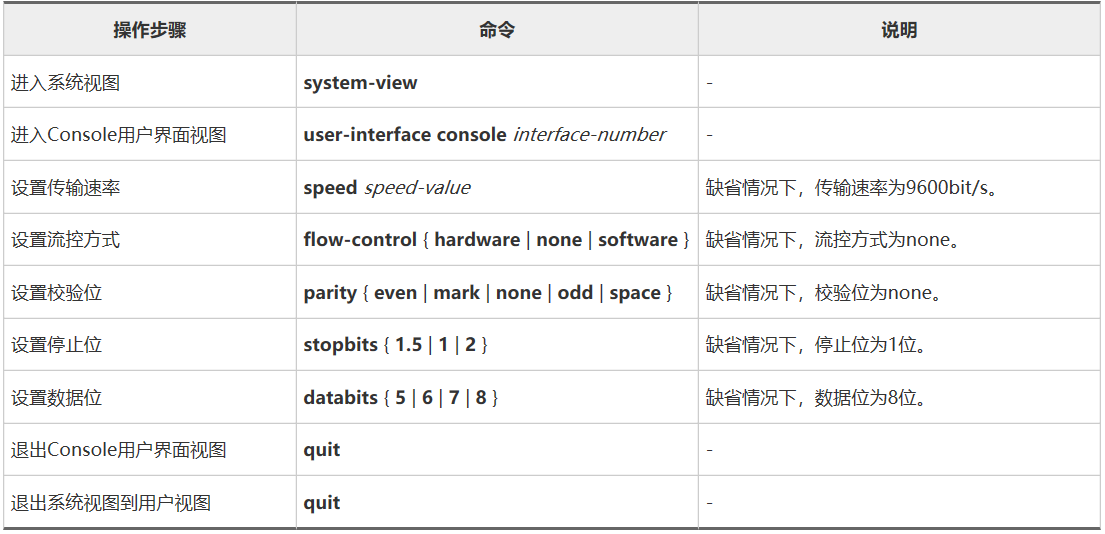 操作步骤 命令 说明
进入系统视图 system-view -
进入Console用户界面视图 user-interface console interface-number -
设置传输速率 speed speed-value 缺省情况下，传输速率为9600bit/s。
设置流控方式 flow-control { hardware | none | software } 缺省情况下，流控方式为none。
设置校验位 parity { even | mark | none | odd | space } 缺省情况下，校验位为none。
设置停止位 stopbits { 1.5 | 1 | 2 } 缺省情况下，停止位为1位。
设置数据位 databits { 5 | 6 | 7 | 8 } 缺省情况下，数据位为8位。
退出Console用户界面视图 quit -
退出系统视图到用户视图 quit -